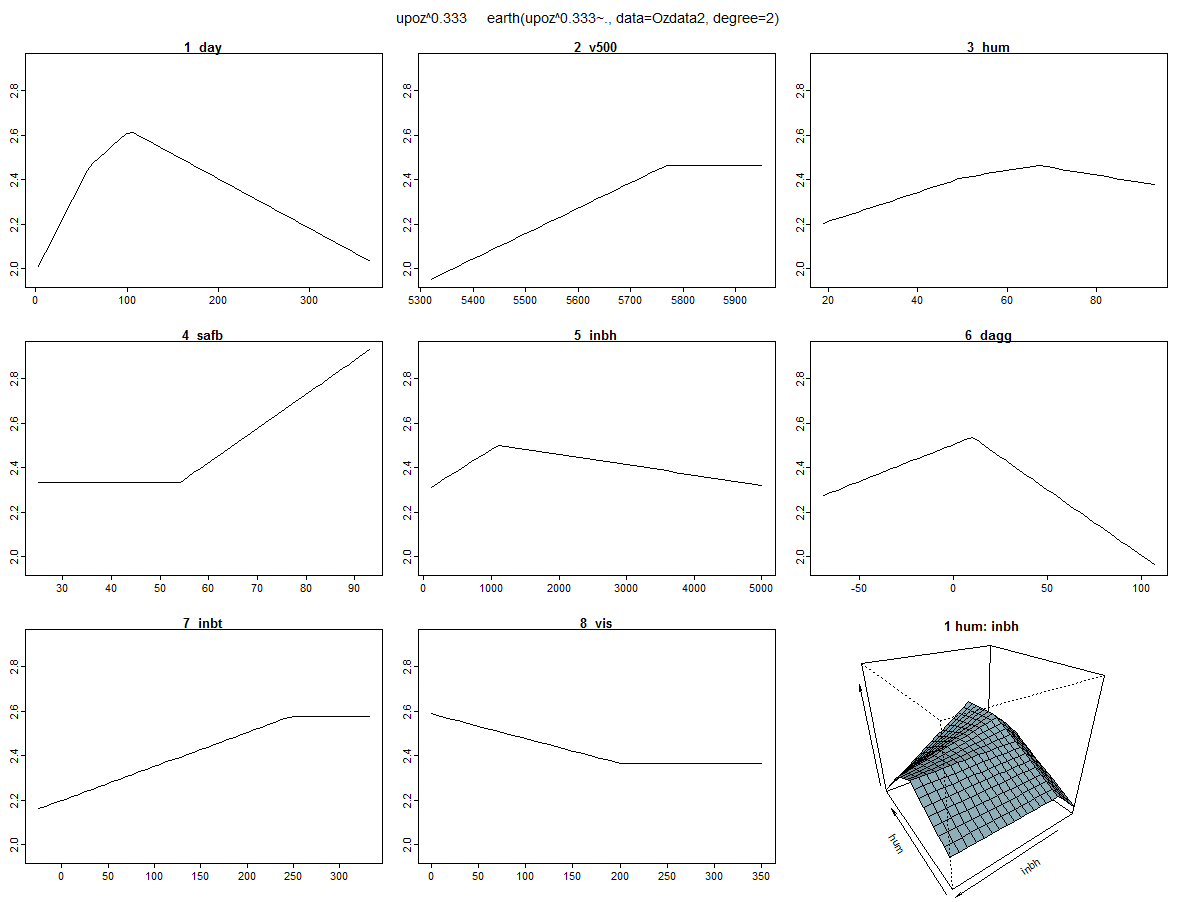 upoz^0.333 earth(upoz^0.333~., data=Ozdata2, degree=2)
1 day
2 v500
3 hum
2.0 2.2 2.4 2.6 2.8
2.0 2.2 2.4 2.6 2.8
2.0 2.2 2.4 2.6 2.8
0 100 200 300
5300 5400 5500 5600 5700 5800 5900
20 40 60 80
4 safb
5 inbh
6 dagg
2.0 2.2 2.4 2.6 2.8
2.0 2.2 2.4 2.6 2.8
2.0 2.2 2.4 2.6 2.8
30 40 50 60 70 80 90
0 1000 2000 3000 4000 5000
-50 0 50 100
7 inbt
8 vis
1 hum: inbh
2.0 2.2 2.4 2.6 2.8
2.0 2.2 2.4 2.6 2.8
0 50 100 150 200 250 300
0 50 100 150 200 250 300 350
hum
inbh